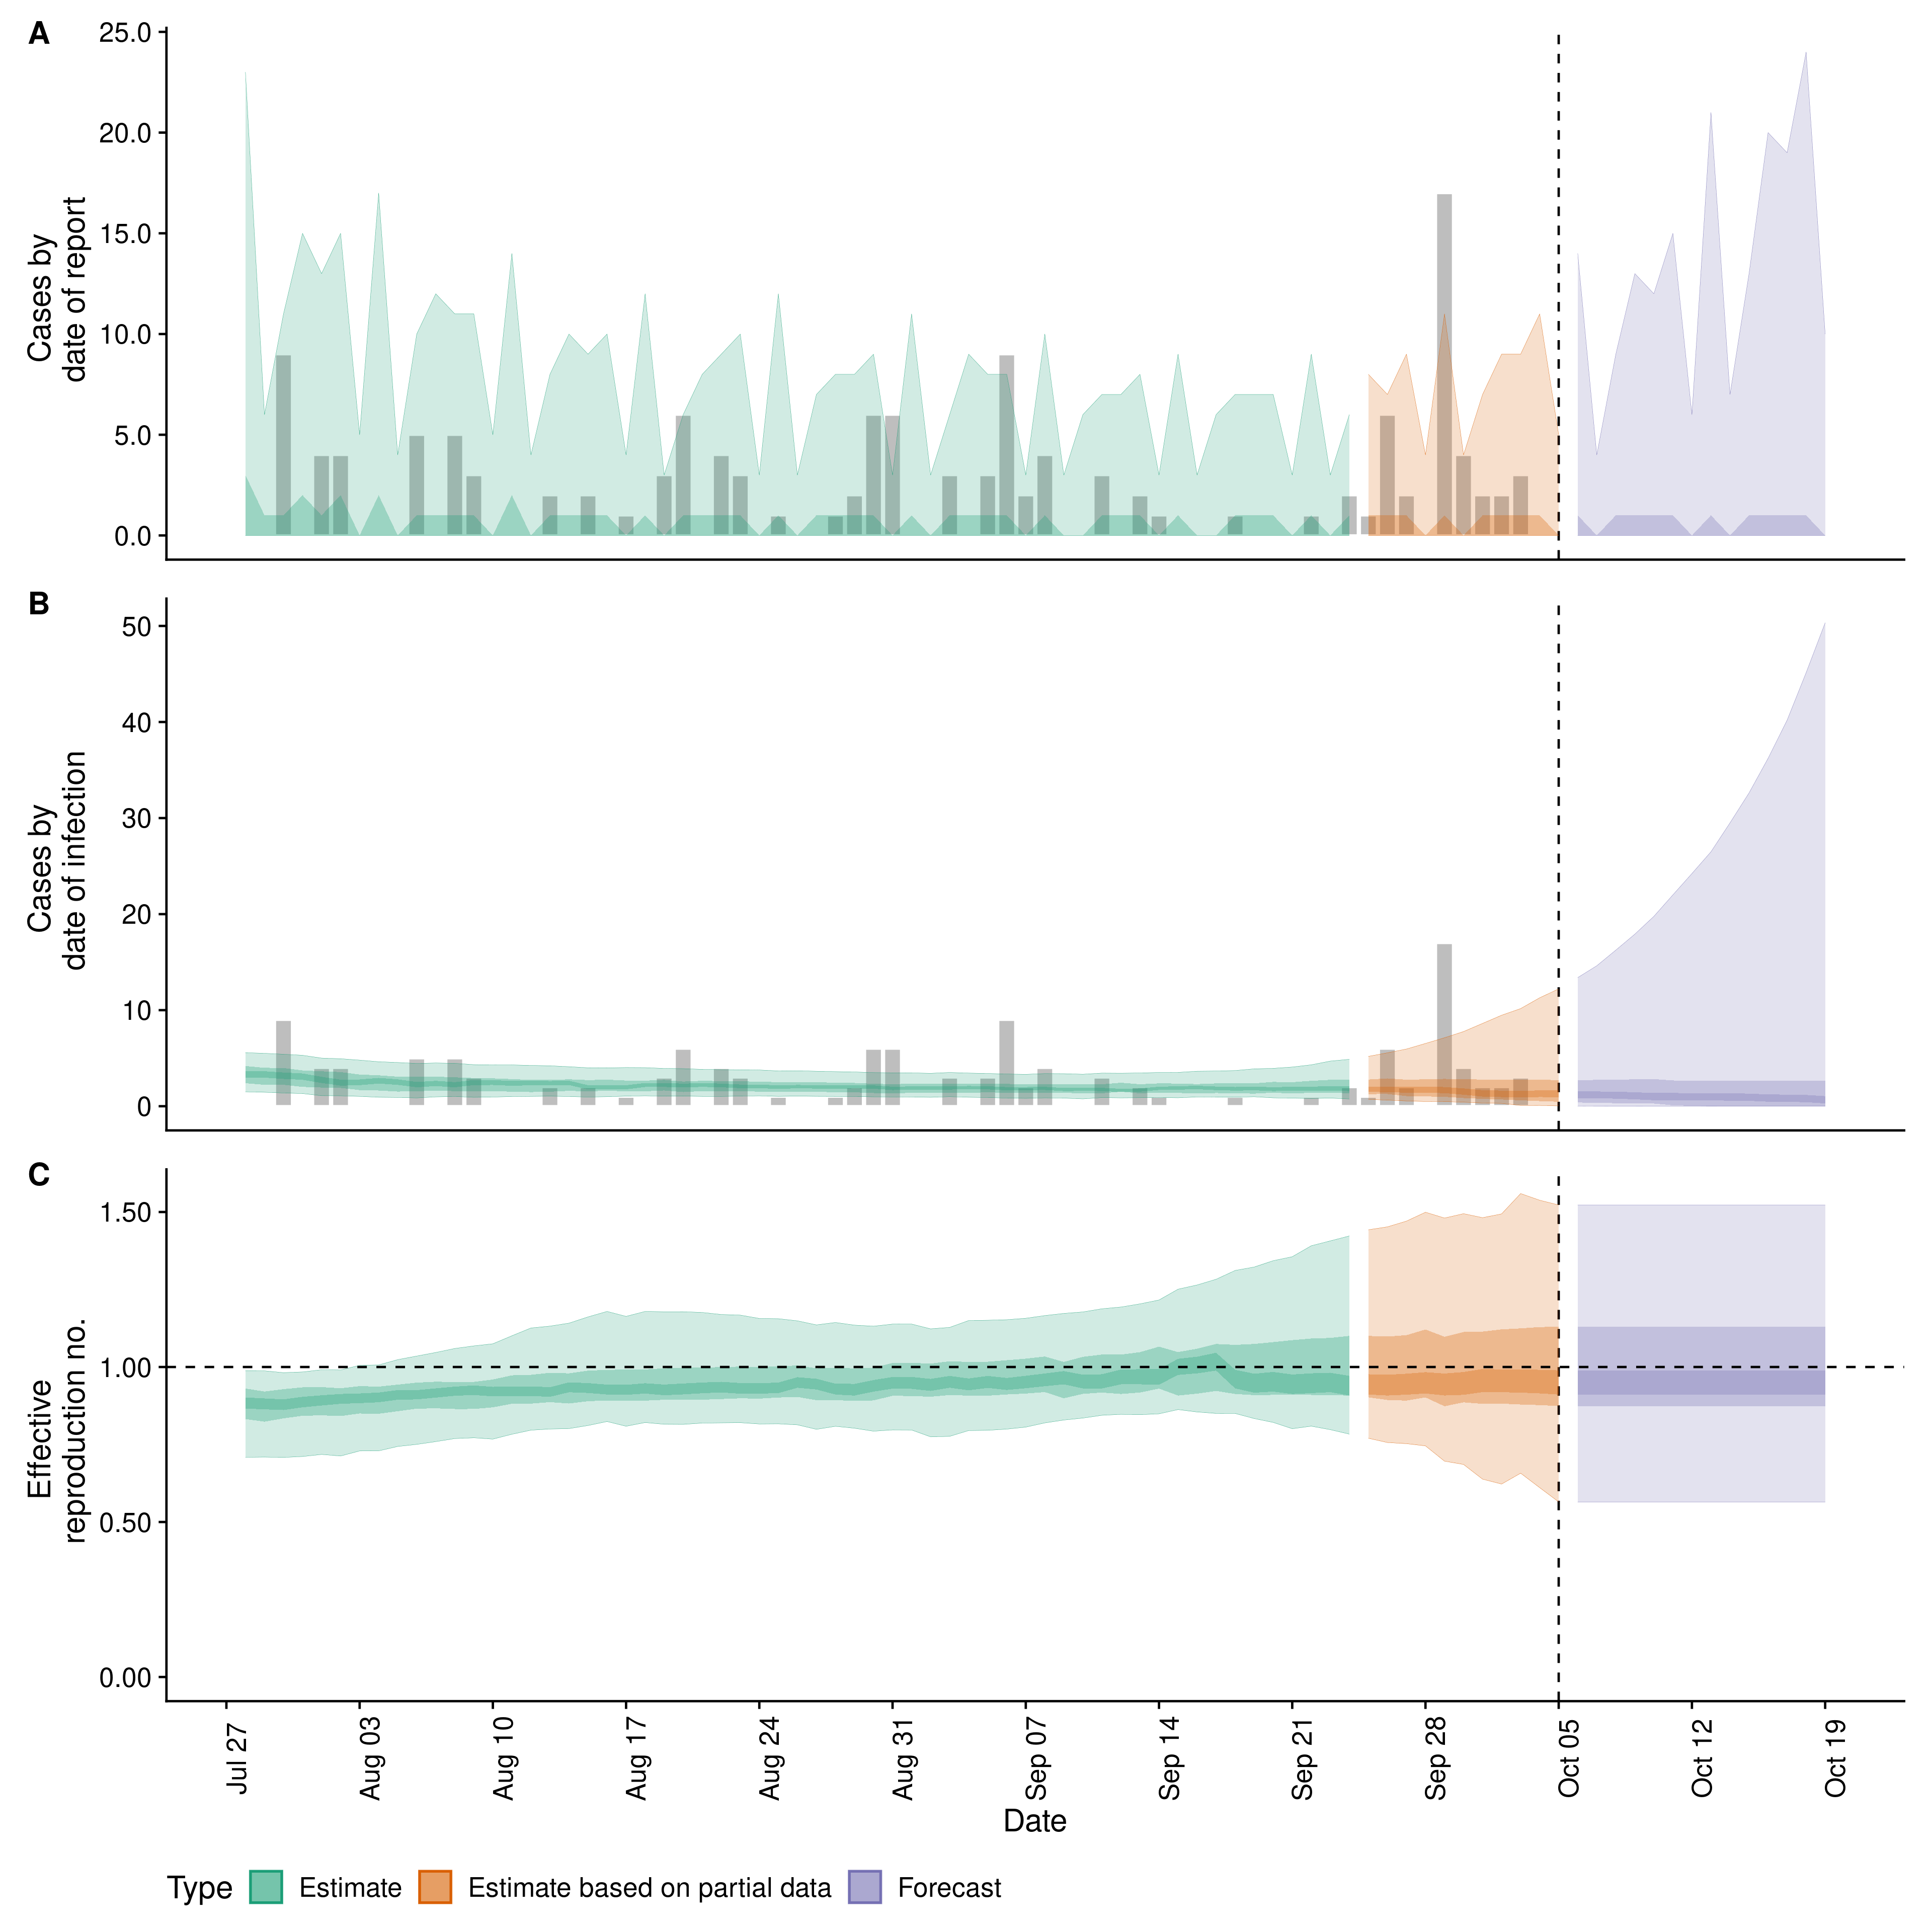 A
25.0
20.0
15.0
10.0
5.0
0.0
Cases by
date of report
B
50
40
30
20
10
0
Cases by
date of infection
C
1.50
1.00
0.50
0.00
Effective
reproduction no.
Jul 27
Aug 03
Aug 10
Aug 17
Aug 24
Aug 31
Sep 07
Sep 14
Sep 21
Sep 28
Oct 05
Oct 12
Oct 19
Date
Type
Estimate
Estimate based on partial data
Forecast